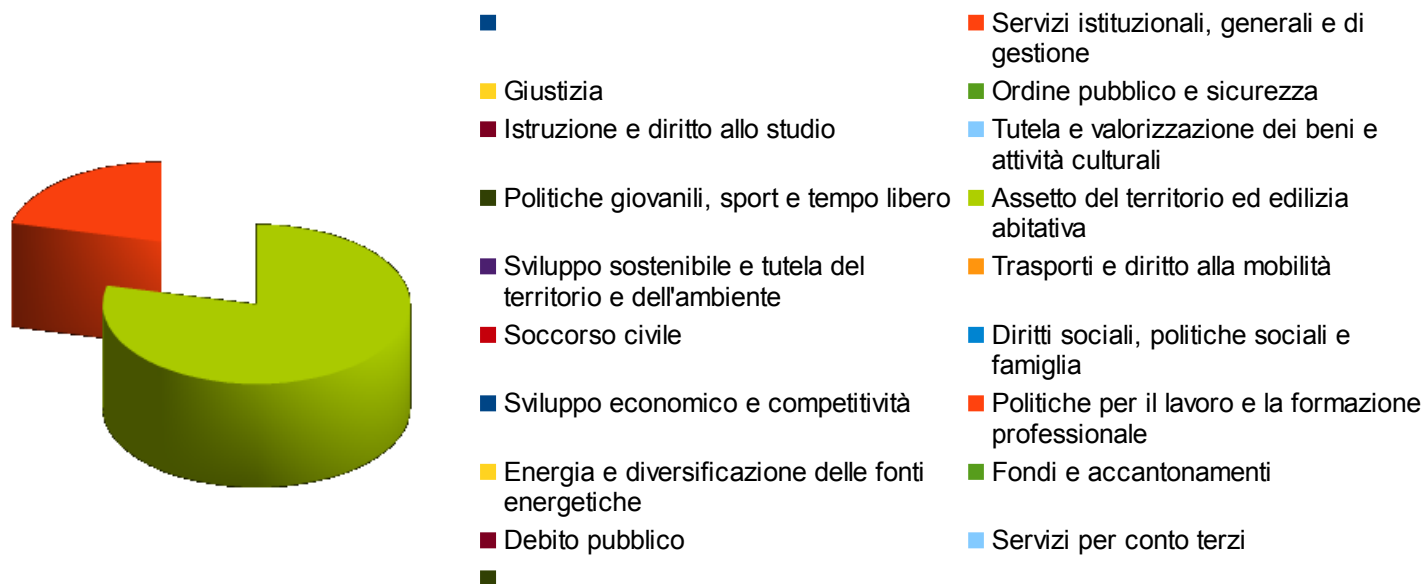 Servizi istituzionali, generali e di
gestione
Giustizia
Ordine pubblico e sicurezza
Istruzione e diritto allo studio
Tutela e valorizzazione dei beni e
attività culturali
Politiche giovanili, sport e tempo libero
Assetto del territorio ed edilizia
abitativa
Sviluppo sostenibile e tutela del
territorio e dell'ambiente
Trasporti e diritto alla mobilità
Soccorso civile
Diritti sociali, politiche sociali e
famiglia
Sviluppo economico e competitività
Politiche per il lavoro e la formazione
professionale
Energia e diversificazione delle fonti
energetiche
Fondi e accantonamenti
Debito pubblico
Servizi per conto terzi